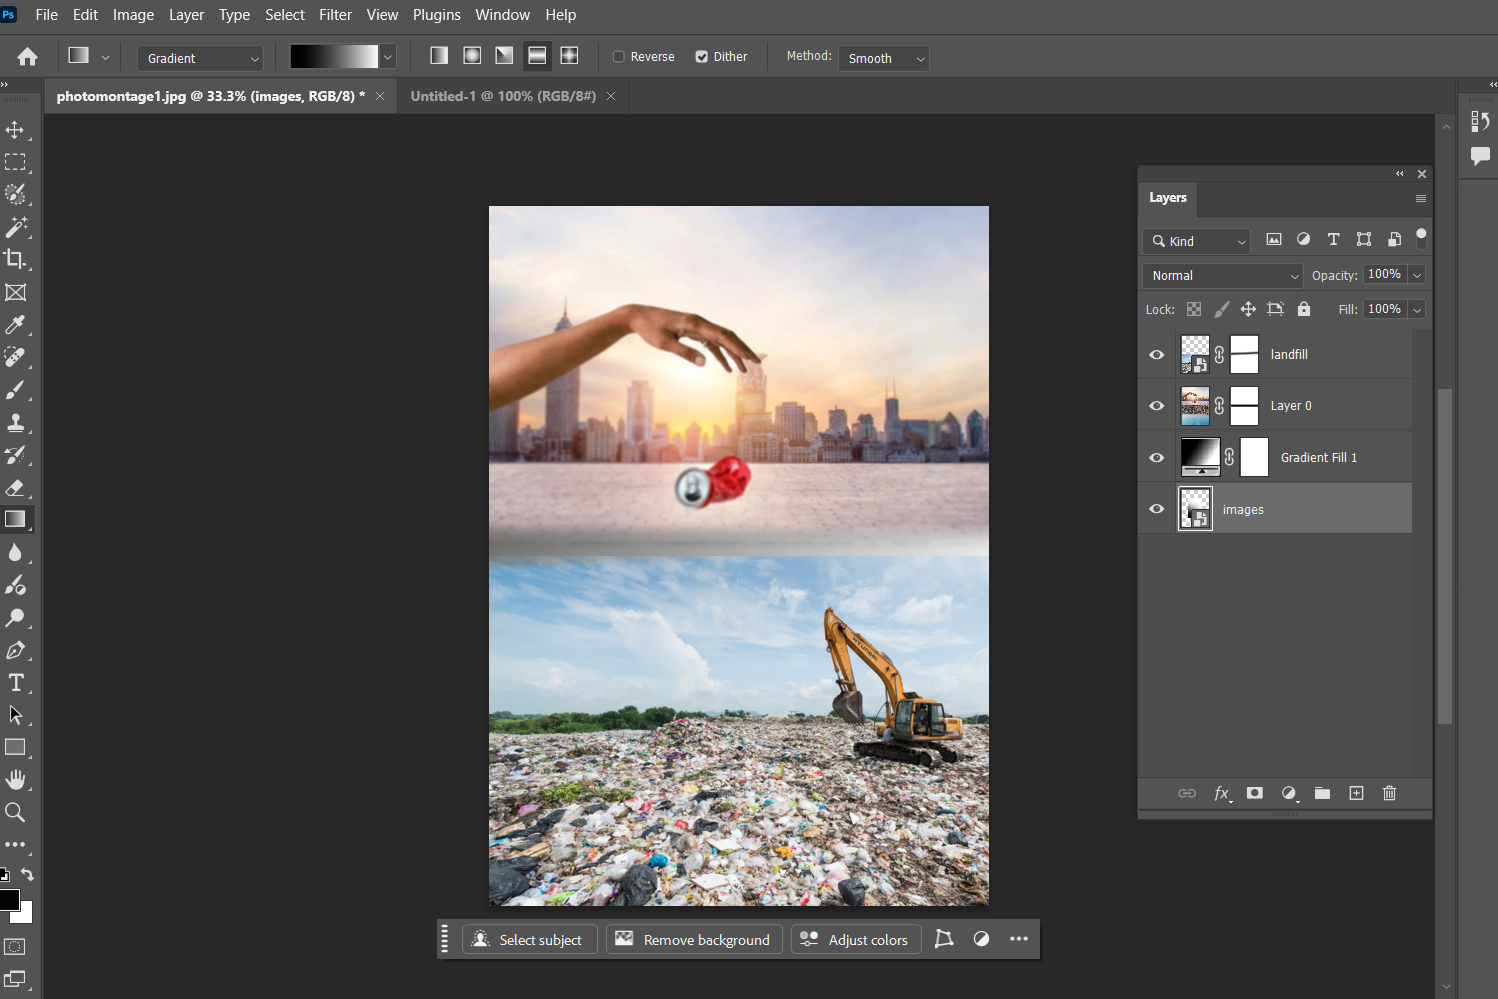 Ps File Edit Image Layer Type Select Filter View Plugins Window Help
Gradient Reverse Dither Method: Smooth
photomontage1.jpg @ 33.3% (images, RGB/8) * × Untitled-1 @ 100% (RGB/8#) ×
Layers
Kind
Normal Opacity: 100%
Lock: Fill: 100%
landfill
Layer 0
Gradient Fill 1
images
HYUNDAI
Select subject Remove background Adjust colors